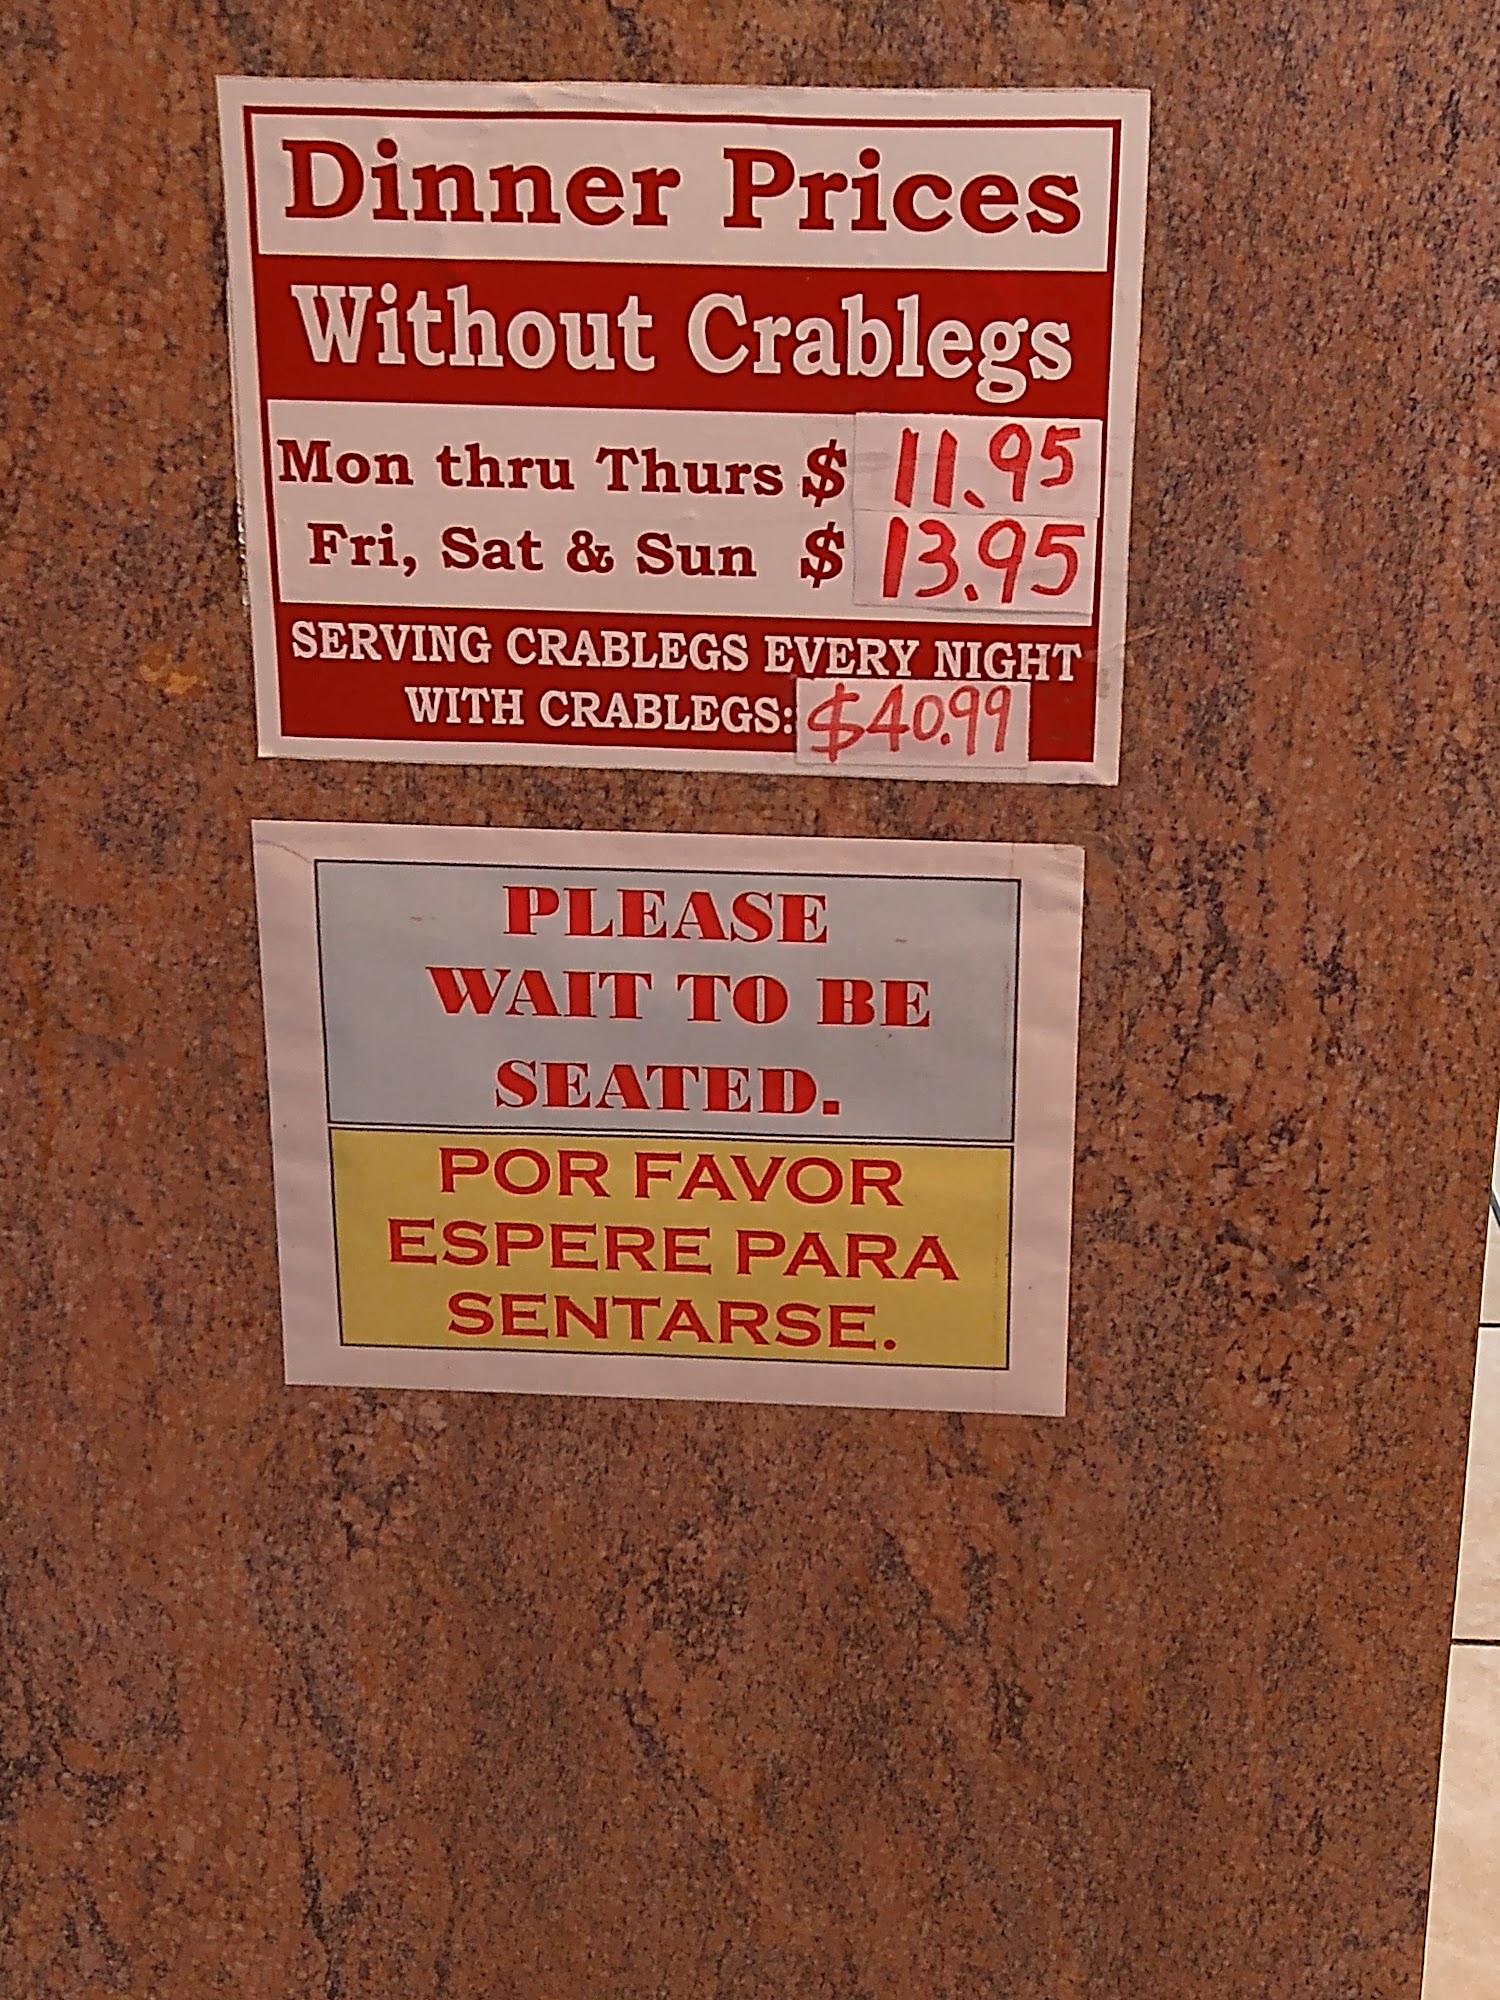 Dinner Prices
Without Crablegs
Mon thru Thurs $ 11.95
Fri, Sat & Sun $ 13.95
SERVING CRABLEGS EVERY NIGHT
WITH CRABLEGS: $40.99
PLEASE
WAIT TO BE
SEATED.
POR FAVOR
ESPERE PARA
SENTARSE.